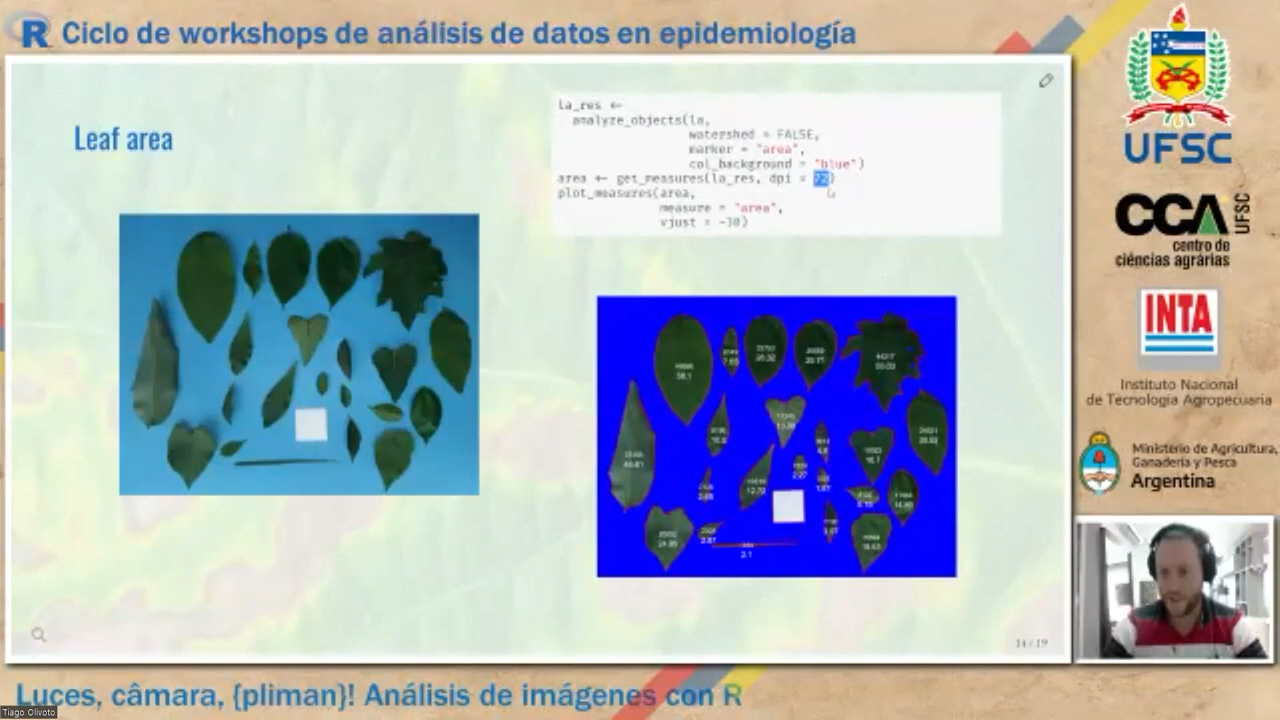 R Ciclo de workshops de análisis de datos en epidemiología
Leaf area
la_res <-
analyze_objects(la,
watershed = FALSE,
marker = "area",
col_background = "blue")
area <- get_measures(la_res, dpi = 72)
plot_measures(area,
measure = "area",
vjust = -30)
14 / 19
UFSC
CCA UFSC
centro de
ciências agrárias
INTA
Instituto Nacional
de Tecnología Agropecuaria
Ministerio de Agricultura,
Ganadería y Pesca
Argentina
Luces, câmara, {pliman}! Análisis de imágenes con R
Tiago Olivoto